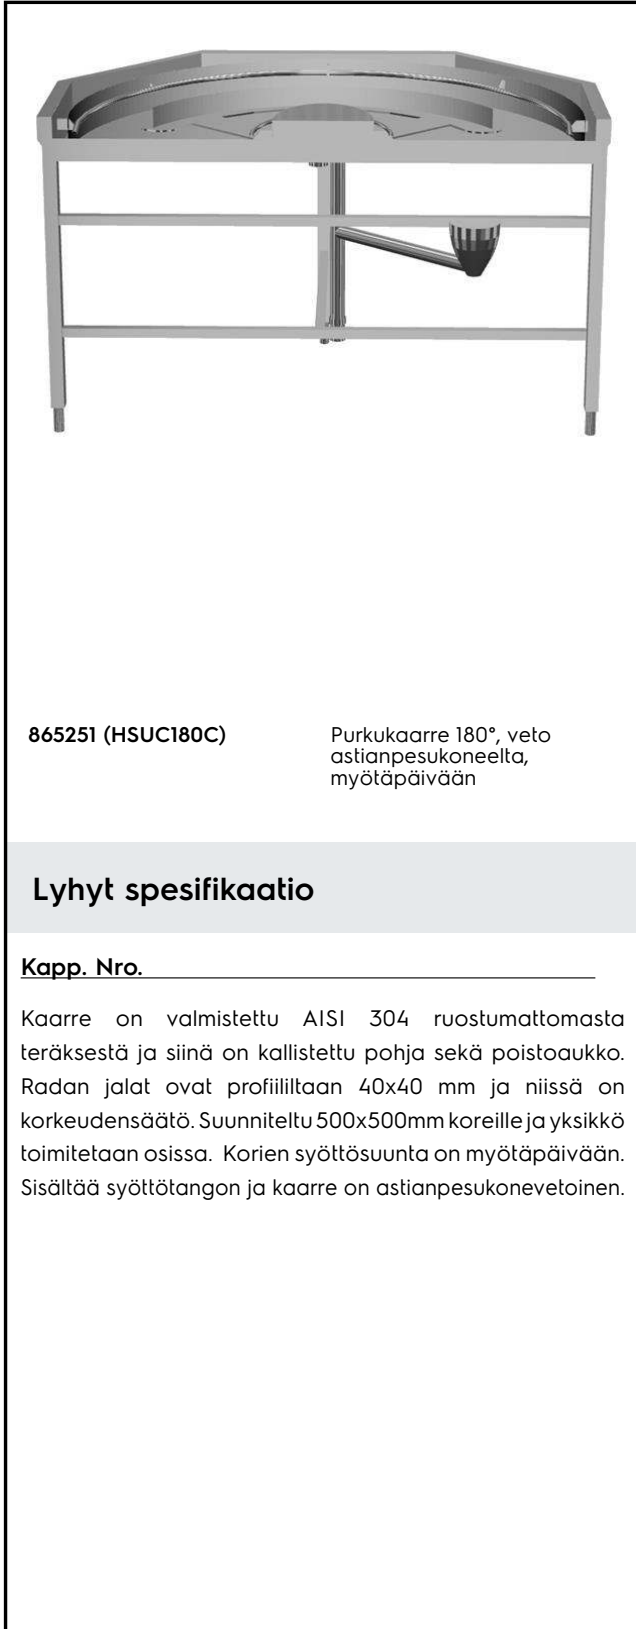 865251 (HSUC180C)
Purkukaarre 180°, veto
astianpesukoneelta,
myötäpäivään
Lyhyt spesifikaatio
Kapp. Nro.
Kaarre on valmistettu AISI 304 ruostumattomasta
teräksestä ja siinä on kallistettu pohja sekä poistoaukko.
Radan jalat ovat profiililtaan 40x40 mm ja niissä on
korkeudensäätö. Suunniteltu 500x500mm koreille ja yksikkö
toimitetaan osissa. Korien syöttösuunta on myötäpäivään.
Sisältää syöttötangon ja kaarre on astianpesukonevetoinen.